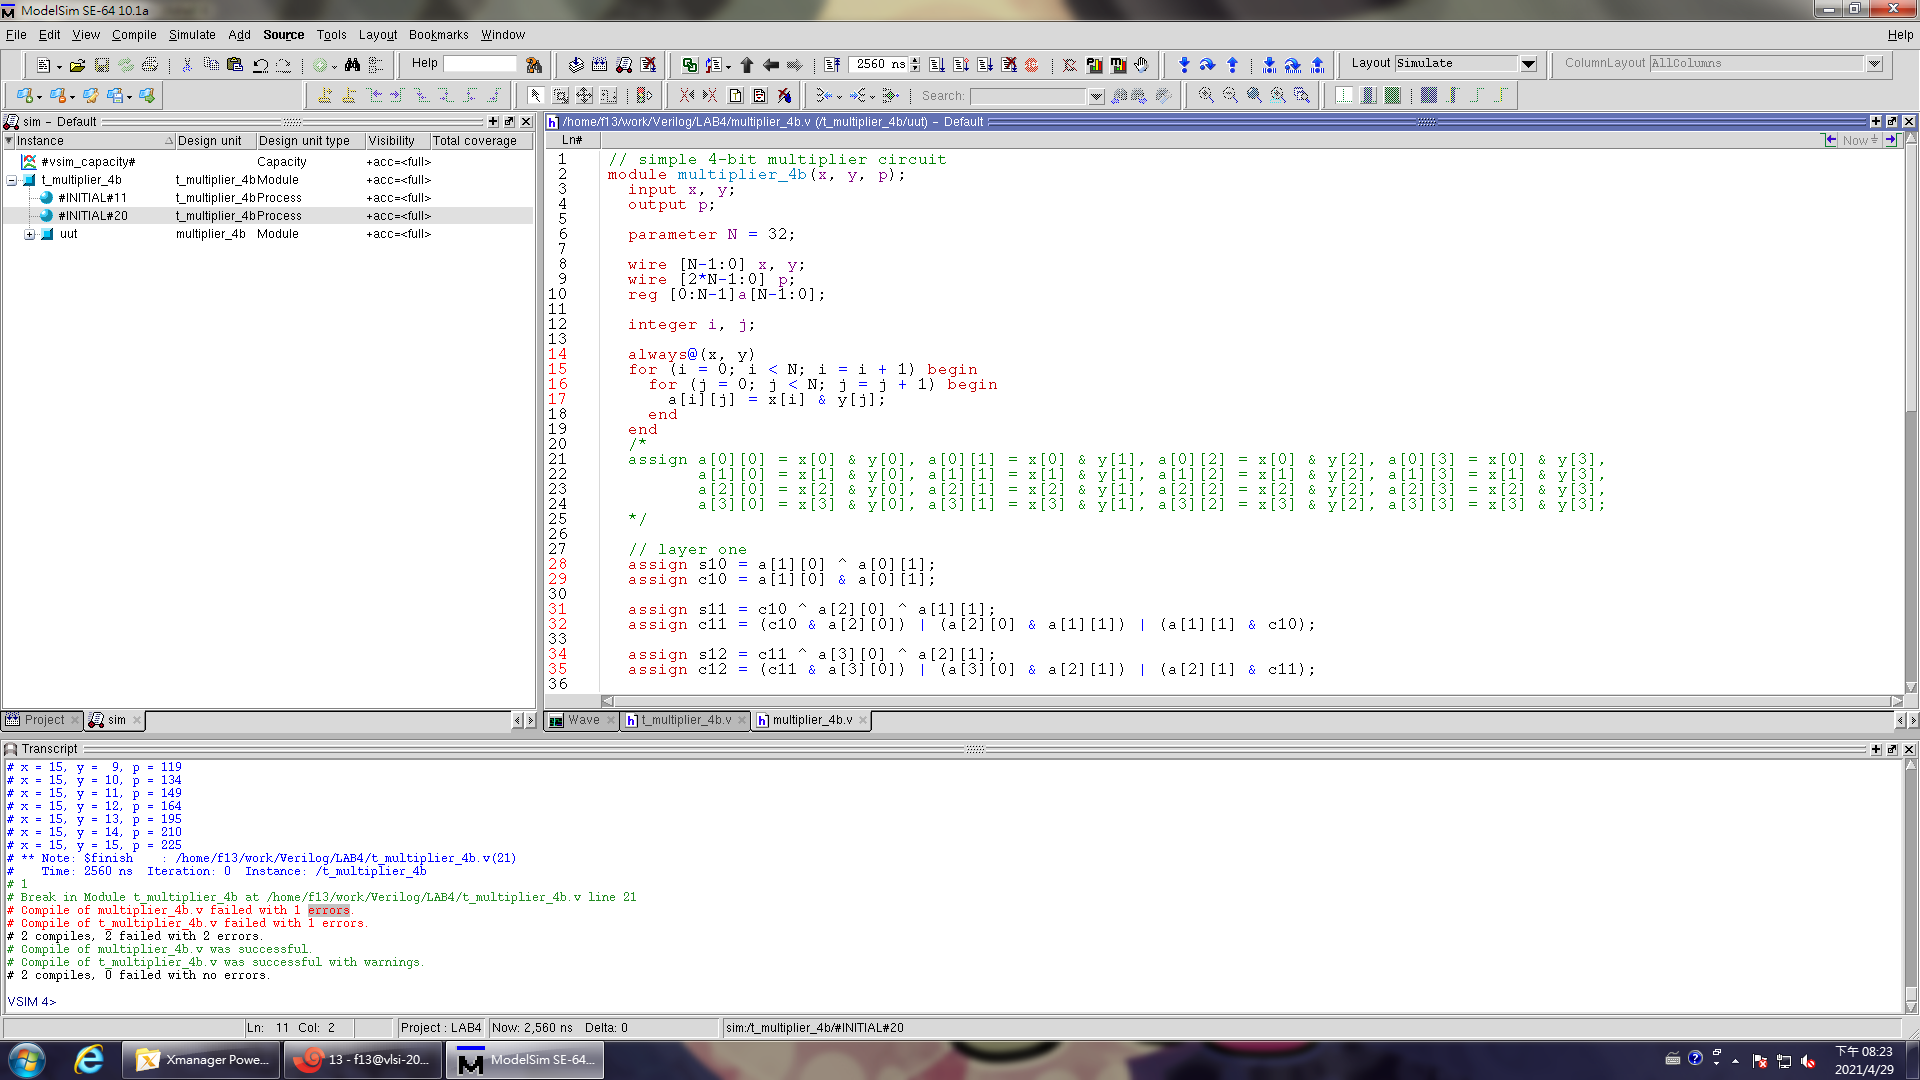 ModelSim SE-64 10.1a
File Edit View Compile Simulate Add Source Tools Layout Bookmarks Window Help
Help 2560 ns Layout Simulate ColumnLayout AllColumns
Search:
sim - Default
Instance Design unit Design unit type Visibility Total coverage
#vsim_capacity# Capacity +acc=<full>
t_multiplier_4b t_multiplier_4b Module +acc=<full>
#INITIAL#11 t_multiplier_4b Process +acc=<full>
#INITIAL#20 t_multiplier_4b Process +acc=<full>
uut multiplier_4b Module +acc=<full>
Project sim
/home/f13/work/Verilog/LAB4/multiplier_4b.v (/t_multiplier_4b/uut) - Default
Ln# Now
1 // simple 4-bit multiplier circuit
2 module multiplier_4b(x, y, p);
3 input x, y;
4 output p;
5
6 parameter N = 32;
7
8 wire [N-1:0] x, y;
9 wire [2*N-1:0] p;
10 reg [0:N-1]a[N-1:0];
11
12 integer i, j;
13
14 always@(x, y)
15 for (i = 0; i < N; i = i + 1) begin
16 for (j = 0; j < N; j = j + 1) begin
17 a[i][j] = x[i] & y[j];
18 end
19 end
20 /*
21 assign a[0][0] = x[0] & y[0], a[0][1] = x[0] & y[1], a[0][2] = x[0] & y[2], a[0][3] = x[0] & y[3],
22 a[1][0] = x[1] & y[0], a[1][1] = x[1] & y[1], a[1][2] = x[1] & y[2], a[1][3] = x[1] & y[3],
23 a[2][0] = x[2] & y[0], a[2][1] = x[2] & y[1], a[2][2] = x[2] & y[2], a[2][3] = x[2] & y[3],
24 a[3][0] = x[3] & y[0], a[3][1] = x[3] & y[1], a[3][2] = x[3] & y[2], a[3][3] = x[3] & y[3];
25 */
26
27 // layer one
28 assign s10 = a[1][0] ^ a[0][1];
29 assign c10 = a[1][0] & a[0][1];
30
31 assign s11 = c10 ^ a[2][0] ^ a[1][1];
32 assign c11 = (c10 & a[2][0]) | (a[2][0] & a[1][1]) | (a[1][1] & c10);
33
34 assign s12 = c11 ^ a[3][0] ^ a[2][1];
35 assign c12 = (c11 & a[3][0]) | (a[3][0] & a[2][1]) | (a[2][1] & c11);
36
Wave t_multiplier_4b.v multiplier_4b.v
Transcript
# x = 15, y =  9, p = 119
# x = 15, y = 10, p = 134
# x = 15, y = 11, p = 149
# x = 15, y = 12, p = 164
# x = 15, y = 13, p = 195
# x = 15, y = 14, p = 210
# x = 15, y = 15, p = 225
# ** Note: $finish : /home/f13/work/Verilog/LAB4/t_multiplier_4b.v(21)
# Time: 2560 ns Iteration: 0 Instance: /t_multiplier_4b
# 1
# Break in Module t_multiplier_4b at /home/f13/work/Verilog/LAB4/t_multiplier_4b.v line 21
# Compile of multiplier_4b.v failed with 1 errors.
# Compile of t_multiplier_4b.v failed with 1 errors.
# 2 compiles, 2 failed with 2 errors.
# Compile of multiplier_4b.v was successful.
# Compile of t_multiplier_4b.v was successful with warnings.
# 2 compiles, 0 failed with no errors.
VSIM 4>
Ln: 11 Col: 2 Project : LAB4 Now: 2,560 ns Delta: 0 sim:/t_multiplier_4b/#INITIAL#20
Xmanager Powe... 13 - f13@vlsi-20... ModelSim SE-64... 下午 08:23
2021/4/29